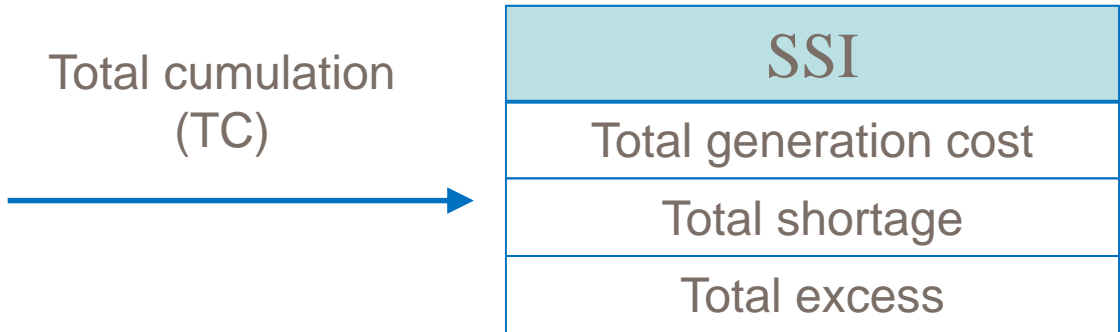 Total cumulation
(TC)
SSI
Total generation cost
Total shortage
Total excess